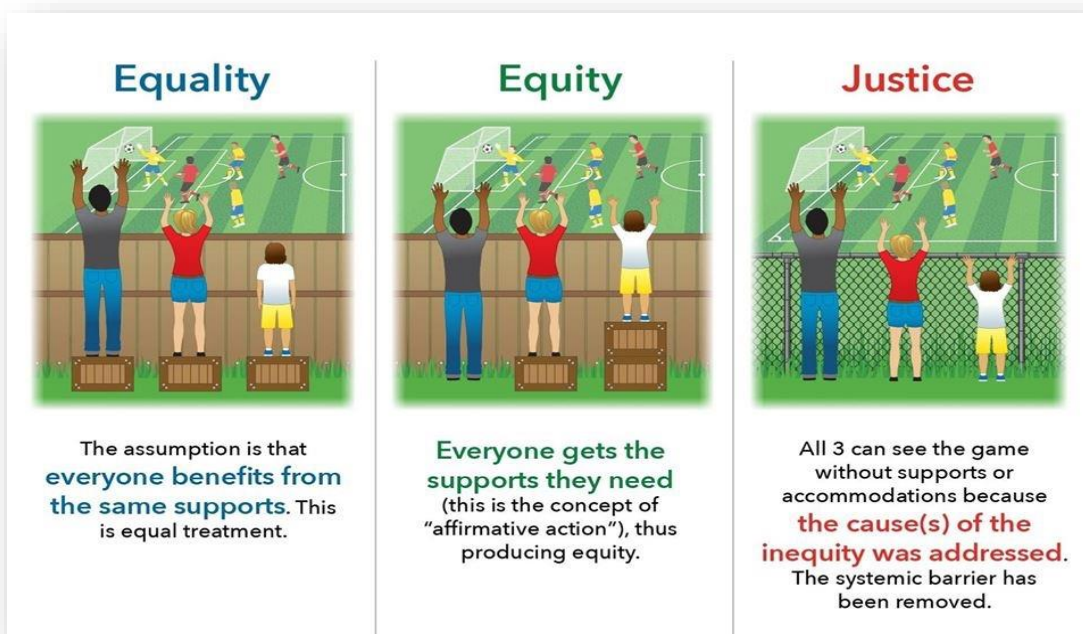 Equality
The assumption is that
everyone benefits from
the same supports. This
is equal treatment.
Equity
Everyone gets the
supports they need
(this is the concept of
“affirmative action”), thus
producing equity.
Justice
All 3 can see the game
without supports or
accommodations because
the cause(s) of the
inequity was addressed.
The systemic barrier has
been removed.